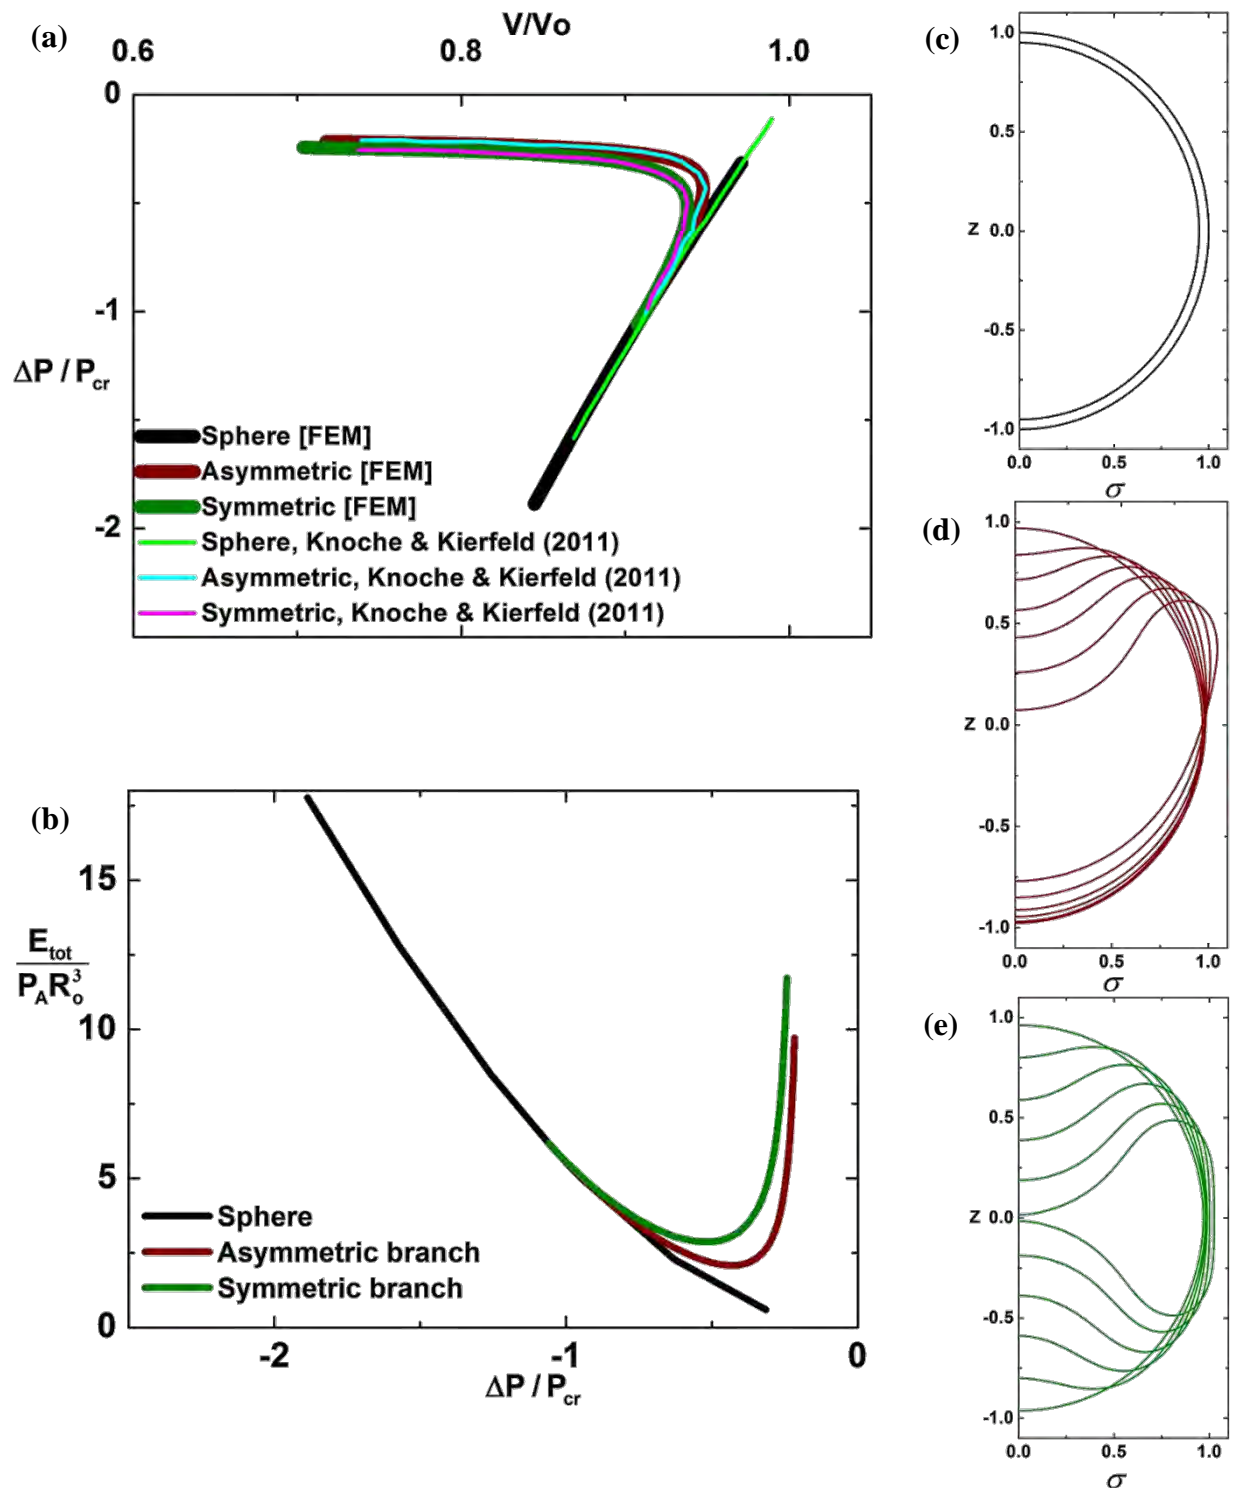 (a)
V/Vo
0.6 0.8 1.0
0
-1
ΔP / Pcr
-2
Sphere [FEM]
Asymmetric [FEM]
Symmetric [FEM]
Sphere, Knoche & Kierfeld (2011)
Asymmetric, Knoche & Kierfeld (2011)
Symmetric, Knoche & Kierfeld (2011)
(b)
15
Etot
PARo3
10
5
0
Sphere
Asymmetric branch
Symmetric branch
-2 -1 0
ΔP / Pcr
(c)
1.0
0.5
z 0.0
-0.5
-1.0
0.0 0.5 1.0
σ
(d)
1.0
0.5
z 0.0
-0.5
-1.0
0.0 0.5 1.0
σ
(e)
1.0
0.5
z 0.0
-0.5
-1.0
0.0 0.5 1.0
σ